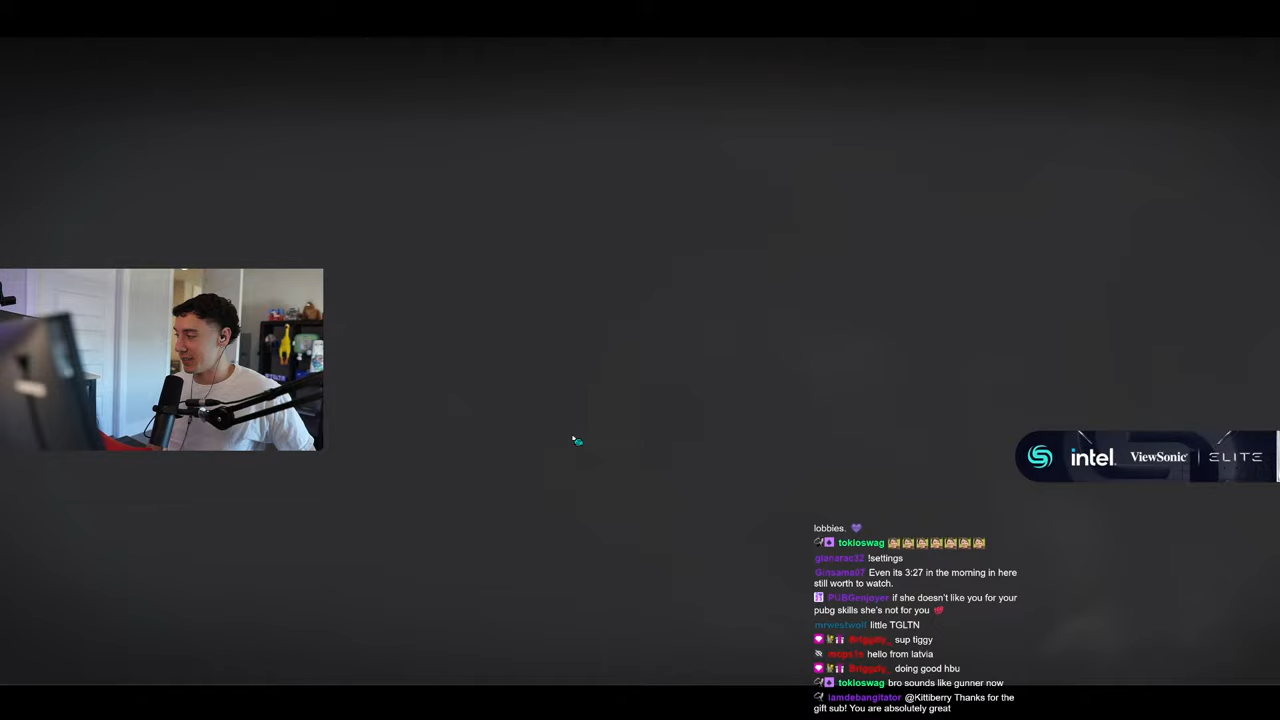 intel. ViewSonic | ELITE
lobbies.
tokioswag
gianarac32 !settings
Ginsama97 Even its 3:27 in the morning in here
still worth to watch.
PUBGenjoyer if she doesn't like you for your
pubg skills she's not for you
mrwestwolf little TGLTN
sup tiggy
hello from latvia
doing good hbu
tokioswag bro sounds like gunner now
iamdebangitator @Kittiberry Thanks for the
gift sub! You are absolutely great